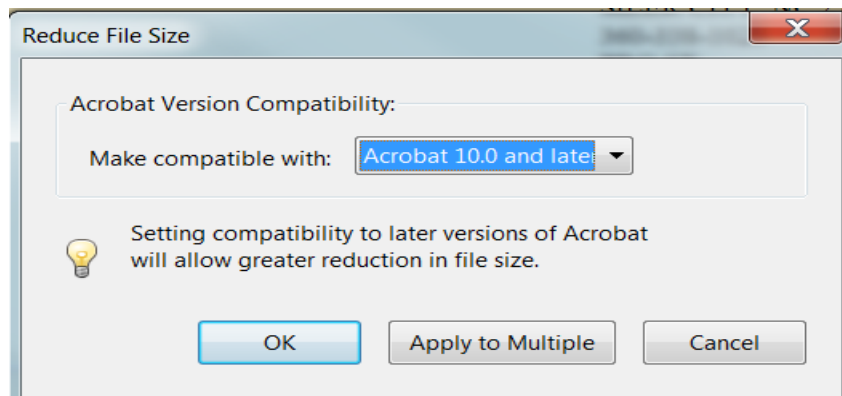 Reduce File Size
Acrobat Version Compatibility:
Make compatible with: Acrobat 10.0 and late
Setting compatibility to later versions of Acrobat
will allow greater reduction in file size.
OK Apply to Multiple Cancel